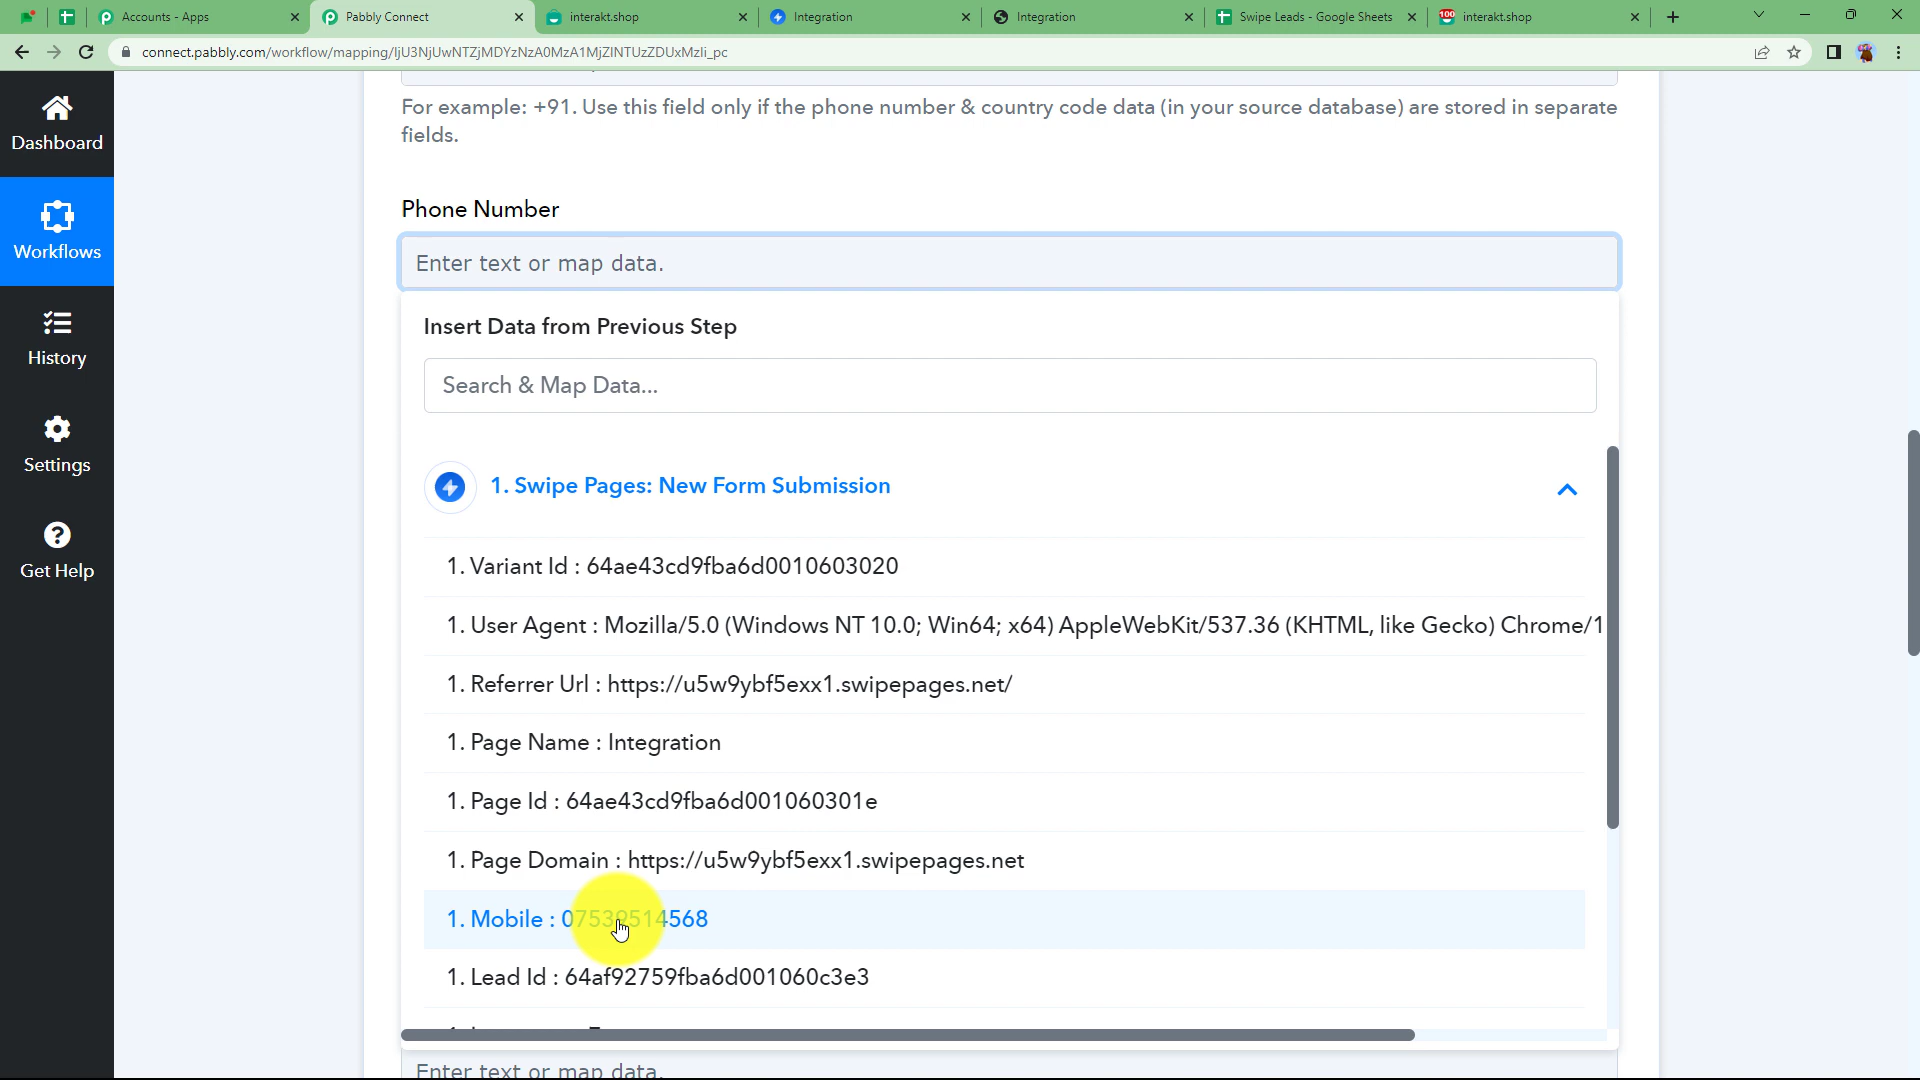 Accounts - Apps
Pabbly Connect
interakt.shop
Integration
Integration
Swipe Leads - Google Sheets
100
interakt.shop
connect.pabbly.com/workflow/mapping/IjU3NjUwNTZjMDYzNzA0MzA1MjZlNTUzZDUxMzIi_pc
Dashboard
Workflows
History
Settings
Get Help
For example: +91. Use this field only if the phone number & country code data (in your source database) are stored in separate
fields.
Phone Number
Enter text or map data.
Insert Data from Previous Step
Search & Map Data...
1. Swipe Pages: New Form Submission
1. Variant Id : 64ae43cd9fba6d0010603020
1. User Agent : Mozilla/5.0 (Windows NT 10.0; Win64; x64) AppleWebKit/537.36 (KHTML, like Gecko) Chrome/1
1. Referrer Url : https://u5w9ybf5exx1.swipepages.net/
1. Page Name : Integration
1. Page Id : 64ae43cd9fba6d001060301e
1. Page Domain : https://u5w9ybf5exx1.swipepages.net
1. Mobile : 07539514568
1. Lead Id : 64af92759fba6d001060c3e3
Enter text or map data.